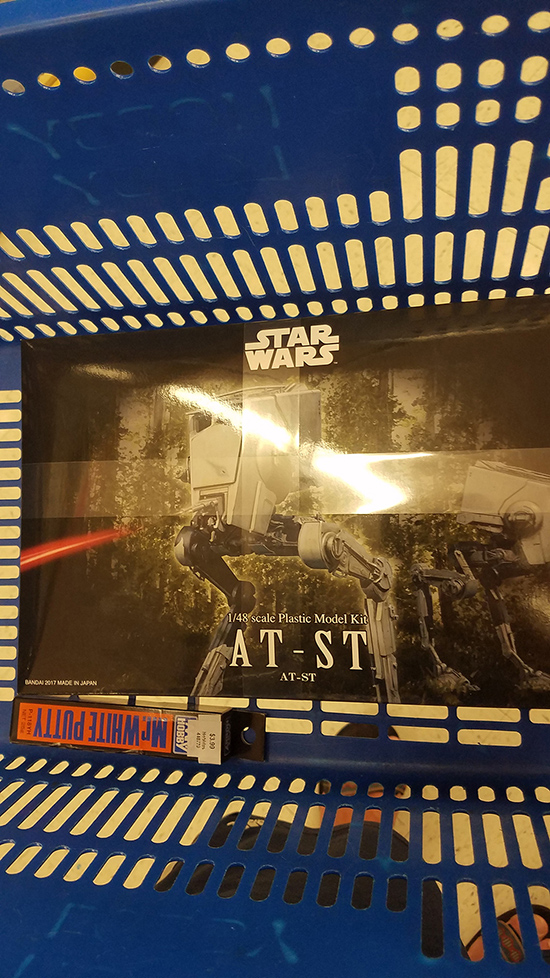 STAR
WARS
1/48 scale Plastic Model Kit
AT-ST
AT-ST
BANDAI 2017 MADE IN JAPAN
Mr.WHITE PUTTY
HOBBY
$3.99